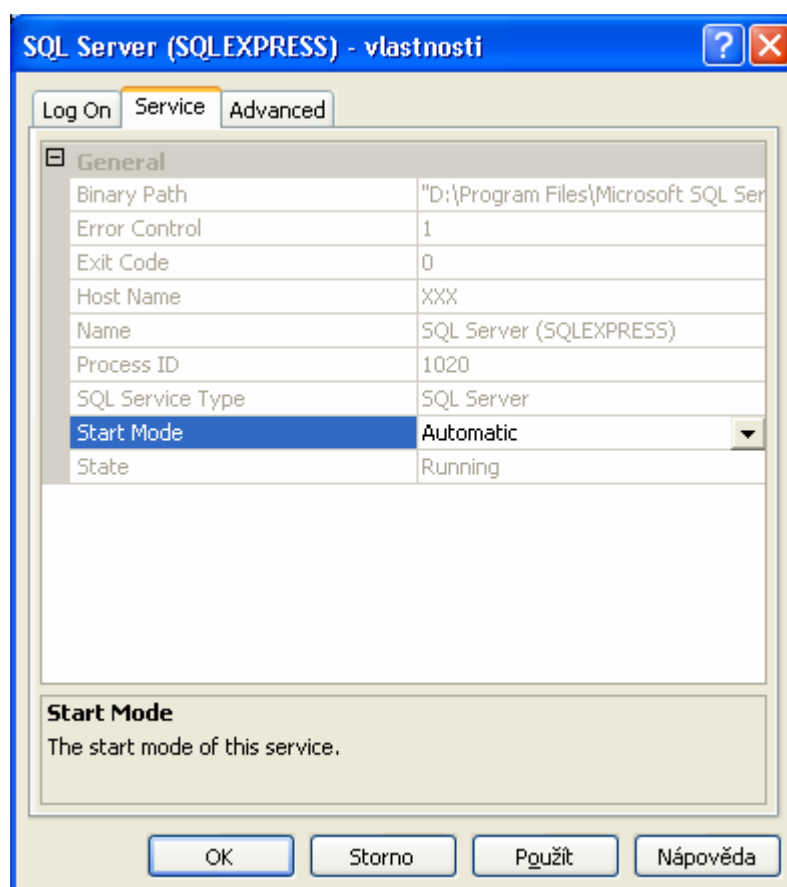 SQL Server (SQLEXPRESS) - vlastnosti
Log On Service Advanced
General
Binary Path "D:\Program Files\Microsoft SQL Ser
Error Control 1
Exit Code 0
Host Name XXX
Name SQL Server (SQLEXPRESS)
Process ID 1020
SQL Service Type SQL Server
Start Mode Automatic
State Running
Start Mode
The start mode of this service.
OK Storno Použít Nápověda